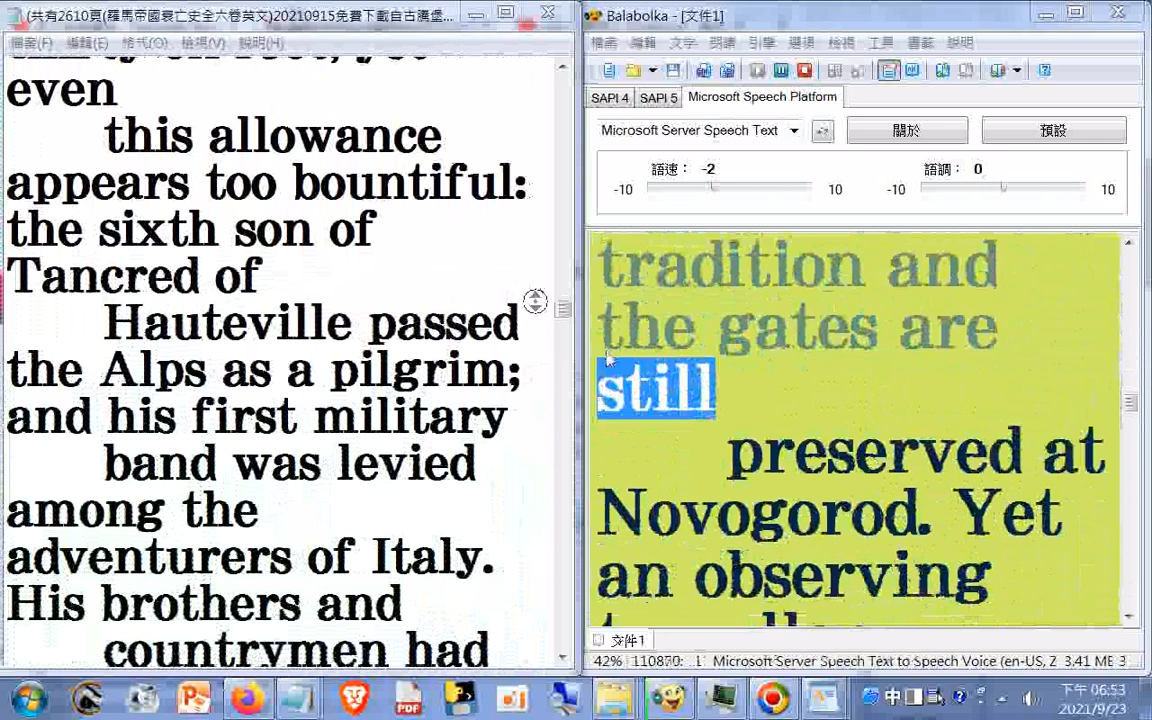 (共有2610頁(羅馬帝國衰亡史全六卷英文)20210915免費下載自古騰堡...
檔案(F) 編輯(E) 格式(O) 檢視(V) 說明(H)
even
this allowance
appears too bountiful:
the sixth son of
Tancred of
Hauteville passed
the Alps as a pilgrim;
and his first military
band was levied
among the
adventurers of Italy.
His brothers and
countrymen had
Balabolka - [文件1]
檔案 編輯 文字 朗讀 引擎 選項 檢視 工具 書籤 說明
SAPI 4 SAPI 5 Microsoft Speech Platform
Microsoft Server Speech Text 關於 預設
語速： -2 語調： 0
-10 10 -10 10
tradition and
the gates are
still
preserved at
Novogorod. Yet
an observing
文件1
42% Microsoft Server Speech Text to Speech Voice (en-US, Z 3.41 ME 3
PDF 中 下午 06:53
2021/9/23